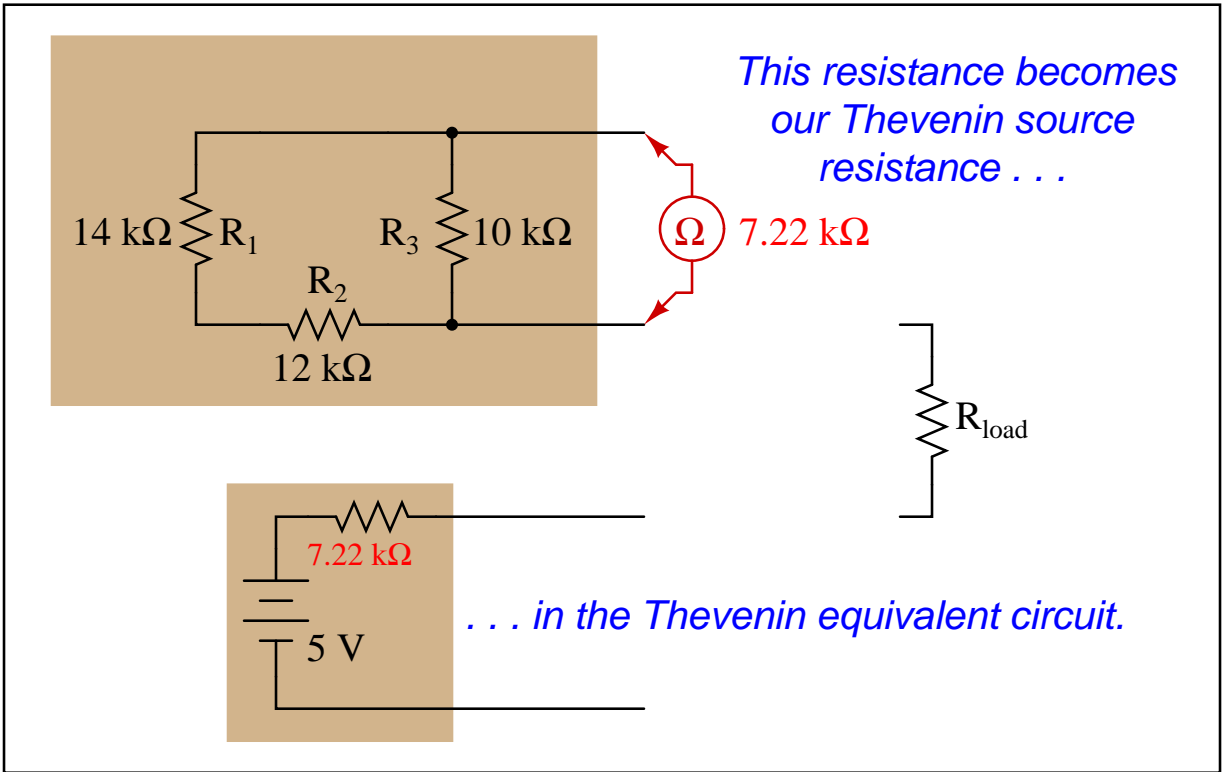 This resistance becomes
our Thevenin source
resistance . . .
14 kΩ R1 R3 10 kΩ Ω 7.22 kΩ
R2
12 kΩ
Rload
7.22 kΩ
. . . in the Thevenin equivalent circuit.
5 V